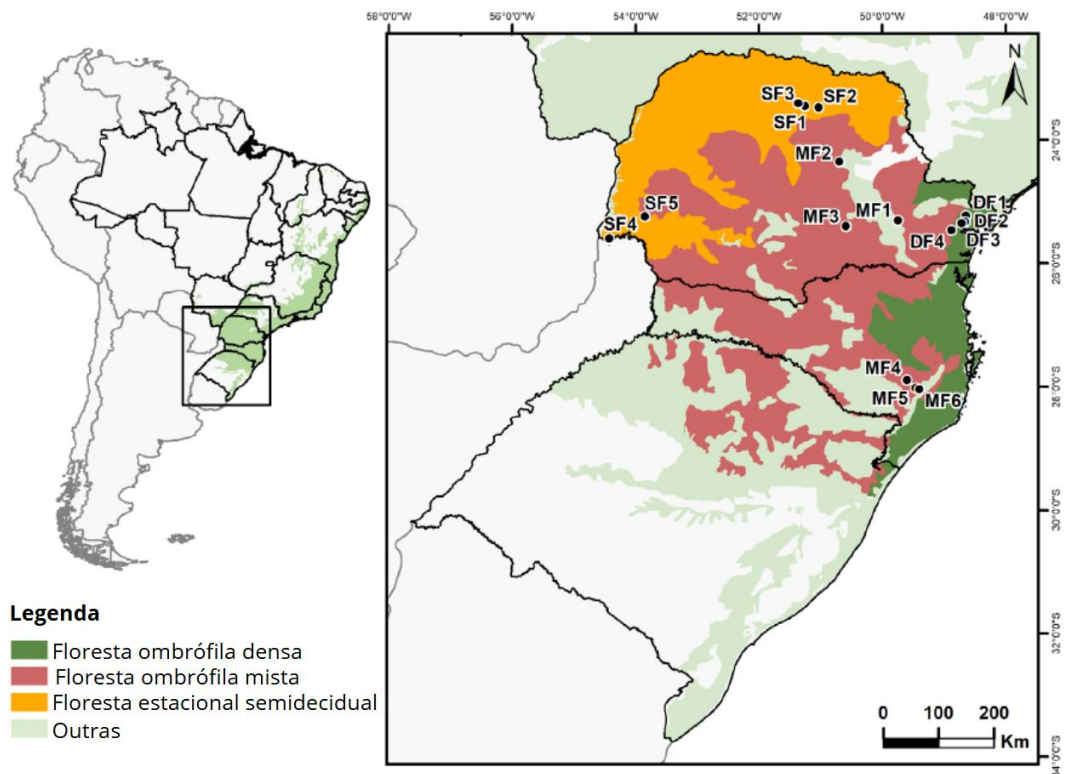 58°0'0"W 56°0'0"W 54°0'0"W 52°0'0"W 50°0'0"W 48°0'0"W
N
SF3 SF2
SF1
24°0'0"S
MF2
SF5
SF4
MF3 MF1
DF1
DF2
DF4 DF3
26°0'0"S
MF4
MF5 MF6
28°0'0"S
30°0'0"S
32°0'0"S
34°0'0"S
0 100 200
Km
Legenda
Floresta ombrófila densa
Floresta ombrófila mista
Floresta estacional semidecidual
Outras